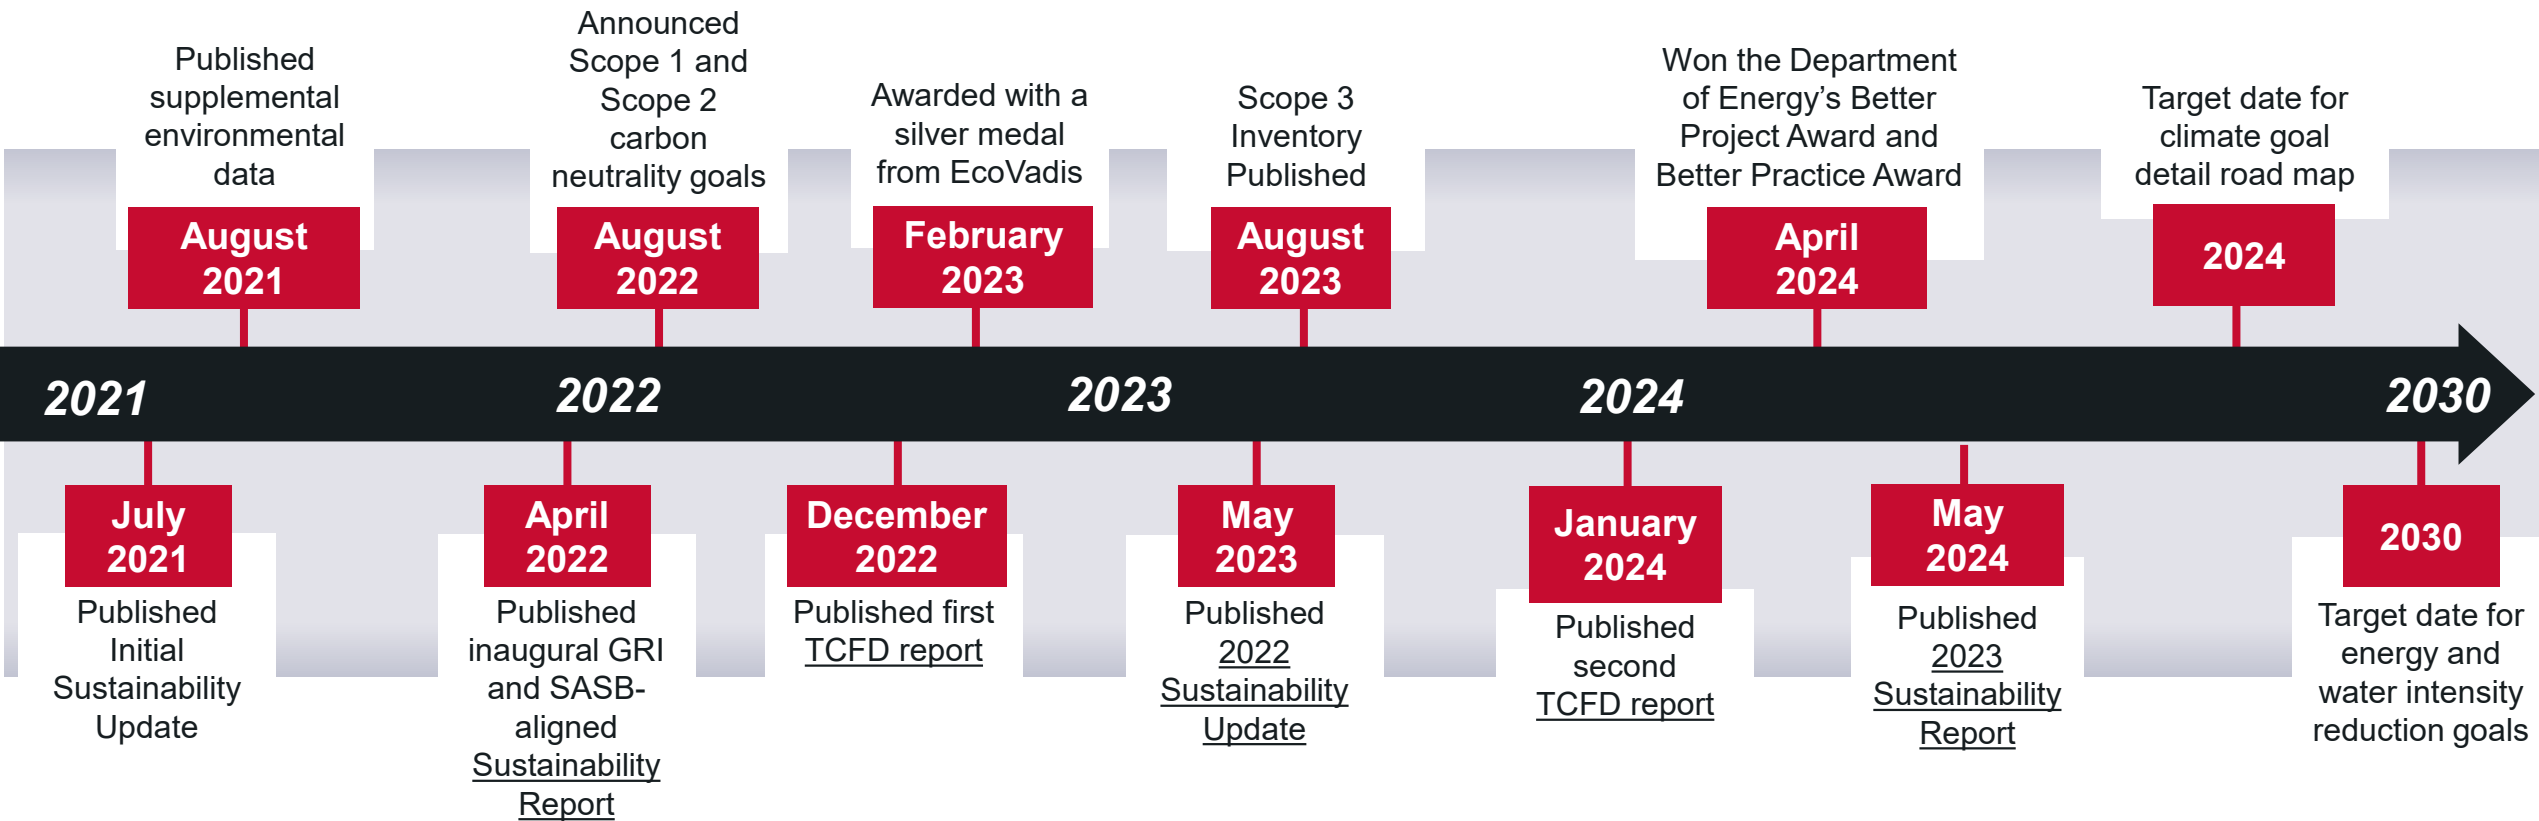 Published
supplemental
environmental
data
August
2021
Announced
Scope 1 and
Scope 2
carbon
neutrality goals
August
2022
Awarded with a
silver medal
from EcoVadis
February
2023
Scope 3
Inventory
Published
August
2023
Won the Department
of Energy’s Better
Project Award and
Better Practice Award
April
2024
Target date for
climate goal
detail road map
2024
2021
2022
2023
2024
2030
July
2021
Published
Initial
Sustainability
Update
April
2022
Published
inaugural GRI
and SASB-
aligned
Sustainability
Report
December
2022
Published first
TCFD report
May
2023
Published
2022
Sustainability
Update
January
2024
Published
second
TCFD report
May
2024
Published
2023
Sustainability
Report
2030
Target date for
energy and
water intensity
reduction goals